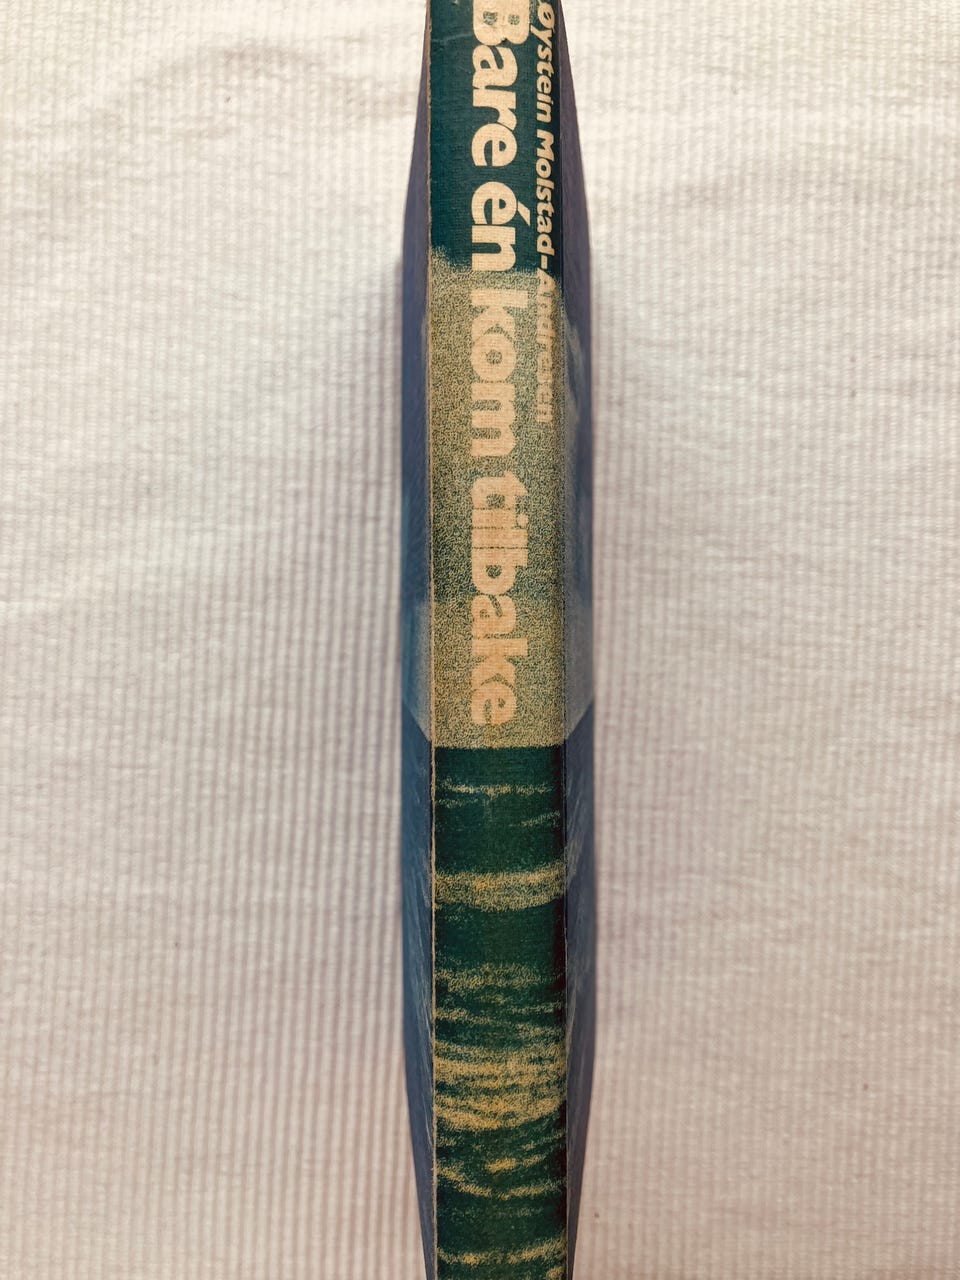 Øystein Molstad-Andresen
Bare én kom tilbake